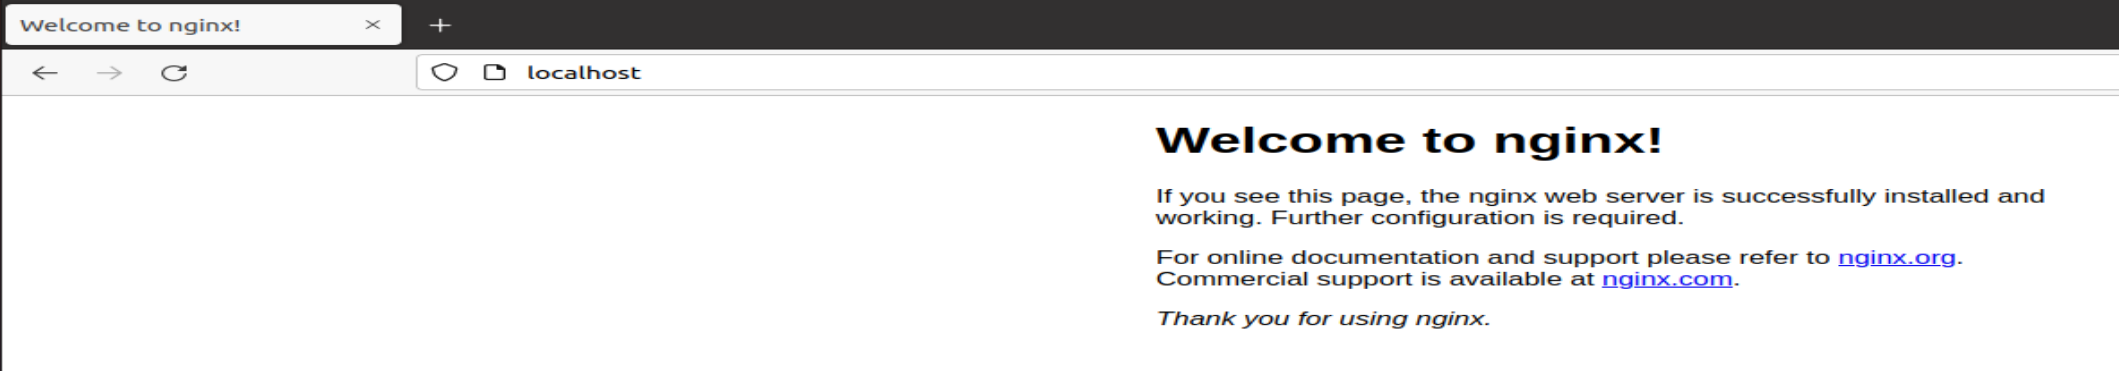 Welcome to nginx!
localhost
Welcome to nginx!
If you see this page, the nginx web server is successfully installed and
working. Further configuration is required.
For online documentation and support please refer to nginx.org.
Commercial support is available at nginx.com.
Thank you for using nginx.